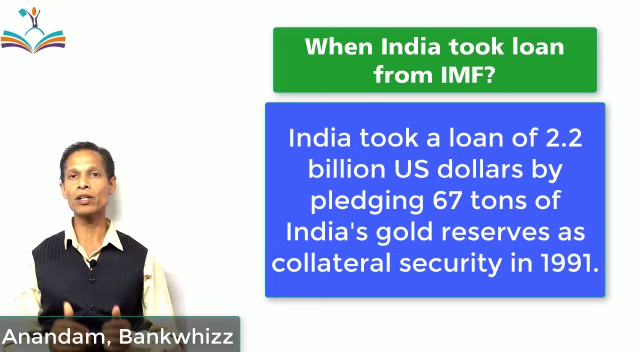 When India took loan
from IMF?
India took a loan of 2.2
billion US dollars by
pledging 67 tons of
India's gold reserves as
collateral security in 1991.
Anandam, Bankwhizz